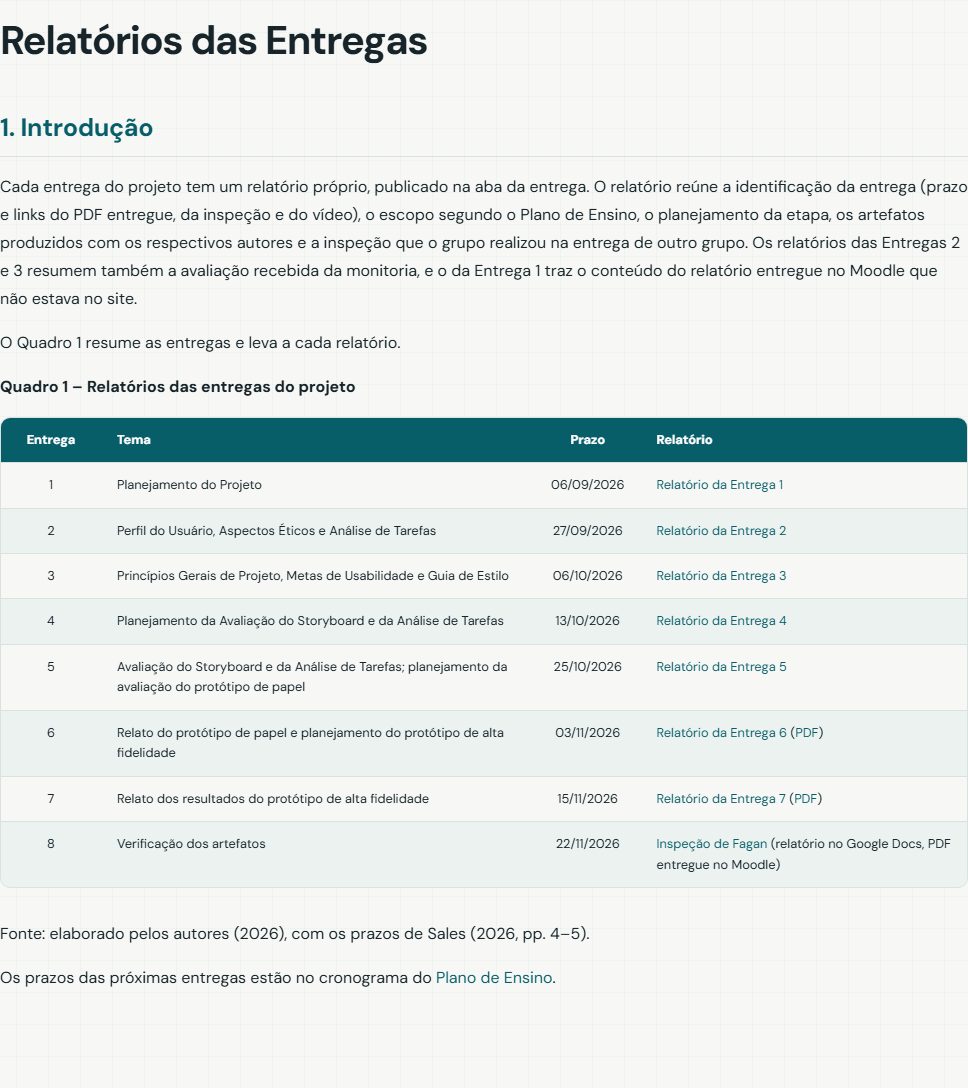 Relatórios das Entregas
1. Introdução
Cada entrega do projeto tem um relatório próprio, publicado na aba da entrega. O relatório reúne a identificação da entrega (prazo
e links do PDF entregue, da inspeção e do vídeo), o escopo segundo o Plano de Ensino, o planejamento da etapa, os artefatos
produzidos com os respectivos autores e a inspeção que o grupo realizou na entrega de outro grupo. Os relatórios das Entregas 2
e 3 resumem também a avaliação recebida da monitoria, e o da Entrega 1 traz o conteúdo do relatório entregue no Moodle que
não estava no site.
O Quadro 1 resume as entregas e leva a cada relatório.
Quadro 1 – Relatórios das entregas do projeto
Entrega Tema Prazo Relatório
1 Planejamento do Projeto 06/09/2026 Relatório da Entrega 1
2 Perfil do Usuário, Aspectos Éticos e Análise de Tarefas 27/09/2026 Relatório da Entrega 2
3 Princípios Gerais de Projeto, Metas de Usabilidade e Guia de Estilo 06/10/2026 Relatório da Entrega 3
4 Planejamento da Avaliação do Storyboard e da Análise de Tarefas 13/10/2026 Relatório da Entrega 4
5 Avaliação do Storyboard e da Análise de Tarefas; planejamento da 25/10/2026 Relatório da Entrega 5
avaliação do protótipo de papel
6 Relato do protótipo de papel e planejamento do protótipo de alta 03/11/2026 Relatório da Entrega 6 (PDF)
fidelidade
7 Relato dos resultados do protótipo de alta fidelidade 15/11/2026 Relatório da Entrega 7 (PDF)
8 Verificação dos artefatos 22/11/2026 Inspeção de Fagan (relatório no Google Docs, PDF
entregue no Moodle)
Fonte: elaborado pelos autores (2026), com os prazos de Sales (2026, pp. 4–5).
Os prazos das próximas entregas estão no cronograma do Plano de Ensino.